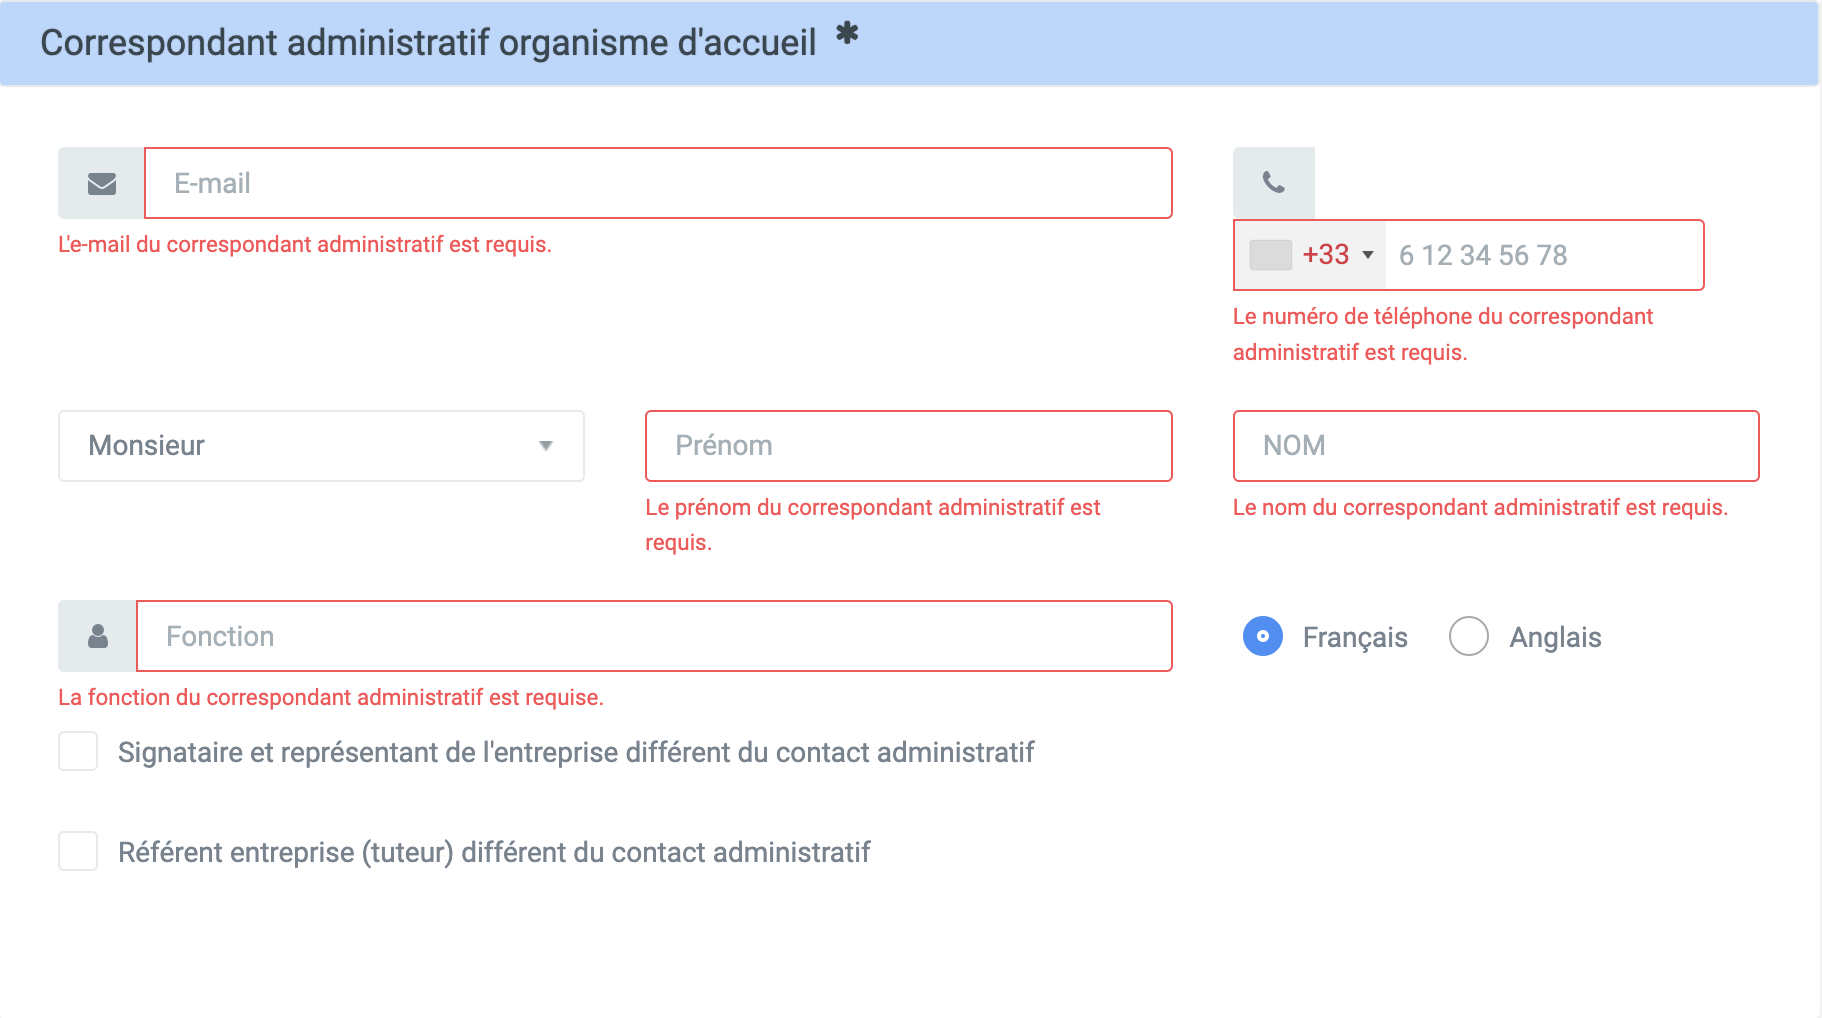 Correspondant administratif organisme d'accueil *
E-mail
L'e-mail du correspondant administratif est requis.
+33 6 12 34 56 78
Le numéro de téléphone du correspondant
administratif est requis.
Monsieur
Prénom
Le prénom du correspondant administratif est
requis.
NOM
Le nom du correspondant administratif est requis.
Fonction
La fonction du correspondant administratif est requise.
Français Anglais
Signataire et représentant de l'entreprise différent du contact administratif
Référent entreprise (tuteur) différent du contact administratif